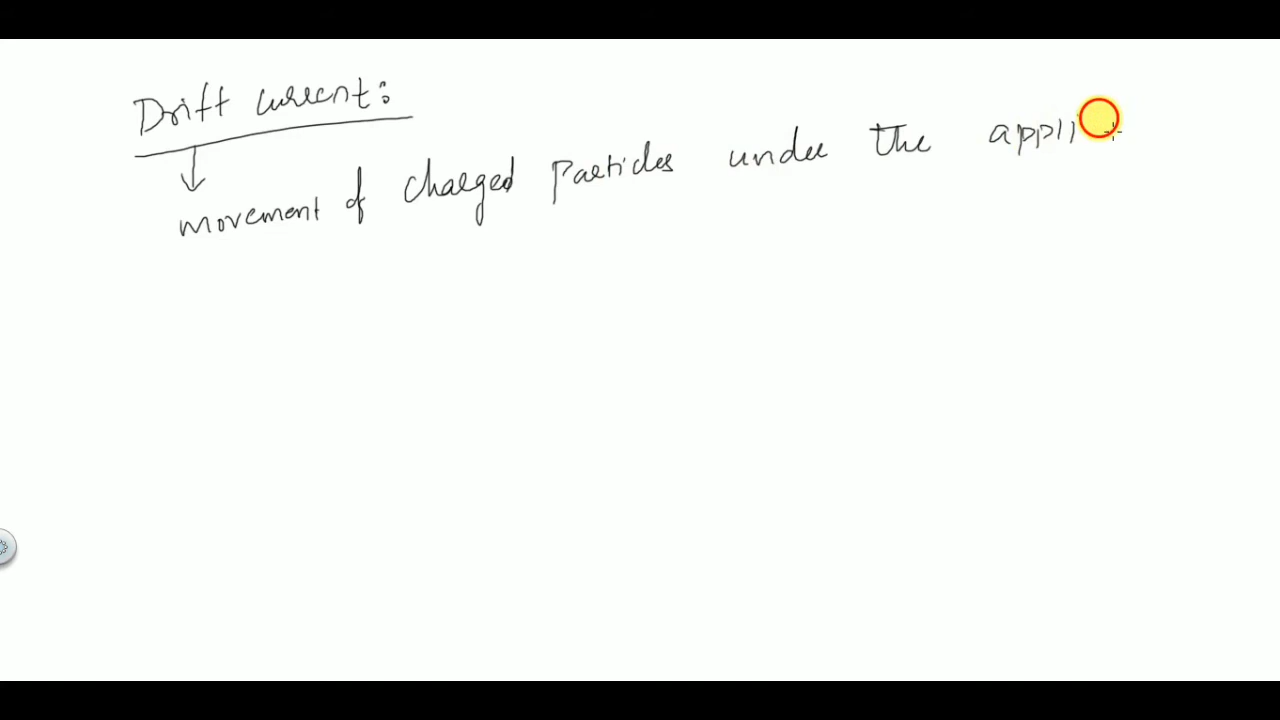 Drift current:
movement of charged particles under the appli